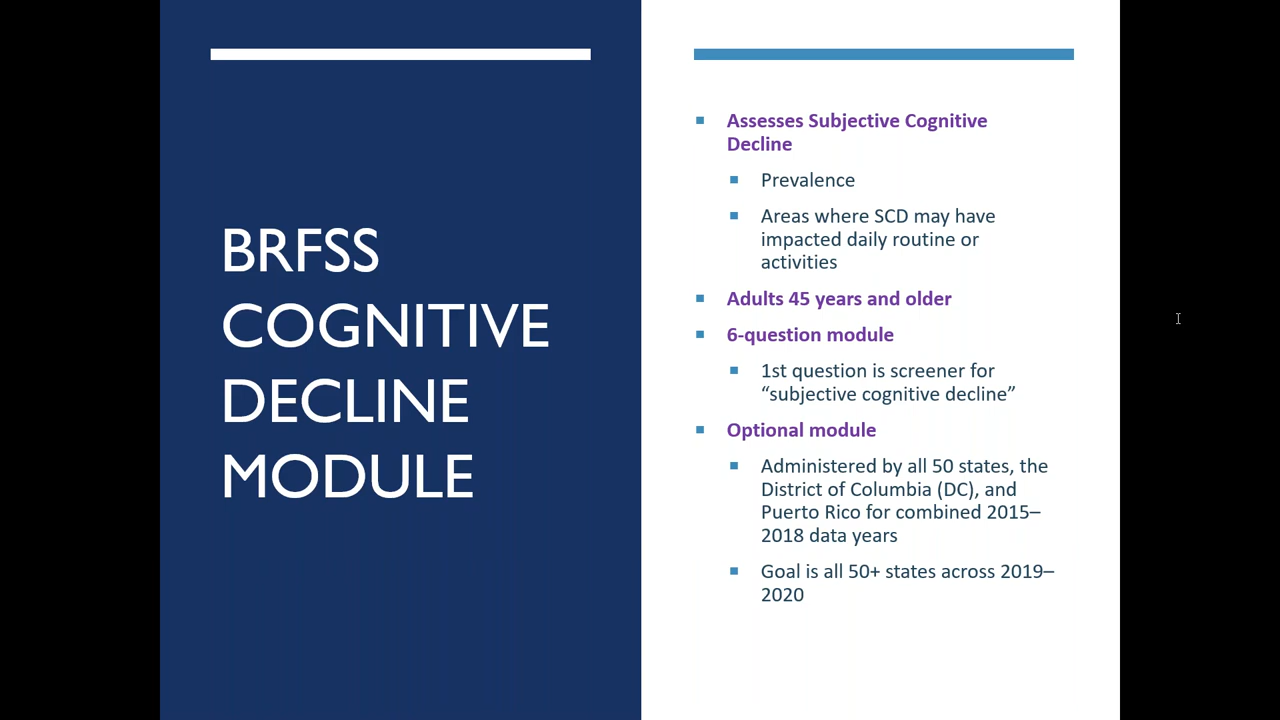 BRFSS
COGNITIVE
DECLINE
MODULE
Assesses Subjective Cognitive
Decline
Prevalence
Areas where SCD may have
impacted daily routine or
activities
Adults 45 years and older
6-question module
1st question is screener for
“subjective cognitive decline”
Optional module
Administered by all 50 states, the
District of Columbia (DC), and
Puerto Rico for combined 2015–
2018 data years
Goal is all 50+ states across 2019–
2020